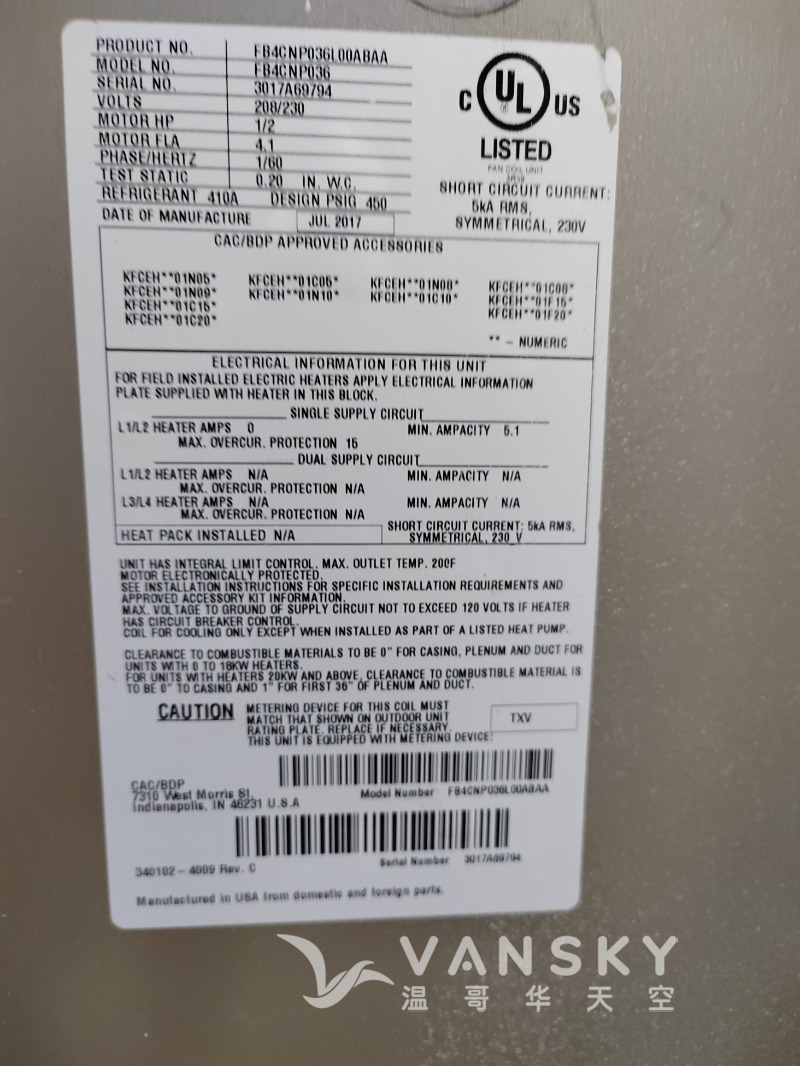 PRODUCT NO. FB4CNP036L00ABAA
MODEL NO. FB4CNP036
SERIAL NO. 3017A69794
VOLTS 208/230
MOTOR HP 1/2
MOTOR FLA 4.1
PHASE/HERTZ 1/60
TEST STATIC 0.20 IN. W.C.
REFRIGERANT 410A DESIGN PSIG 450
DATE OF MANUFACTURE JUL 2017
C UL US
®
LISTED
FAN COIL UNIT
SHORT CIRCUIT CURRENT:
5kA RMS,
SYMMETRICAL, 230V
CAC/BDP APPROVED ACCESSORIES
KFCEH**01N05* KFCEH**01C05* KFCEH**01N08* KFCEH**01C08*
KFCEH**01N09* KFCEH**01N10* KFCEH**01C10* KFCEH**01F15*
KFCEH**01C15* KFCEH**01F20*
KFCEH**01C20*
** - NUMERIC
ELECTRICAL INFORMATION FOR THIS UNIT
FOR FIELD INSTALLED ELECTRIC HEATERS APPLY ELECTRICAL INFORMATION
PLATE SUPPLIED WITH HEATER IN THIS BLOCK.
SINGLE SUPPLY CIRCUIT
L1/L2 HEATER AMPS 0 MIN. AMPACITY 5.1
MAX. OVERCUR. PROTECTION 15
DUAL SUPPLY CIRCUIT
L1/L2 HEATER AMPS N/A MIN. AMPACITY N/A
MAX. OVERCUR. PROTECTION N/A
L3/L4 HEATER AMPS N/A MIN. AMPACITY N/A
MAX. OVERCUR. PROTECTION N/A
HEAT PACK INSTALLED N/A
SHORT CIRCUIT CURRENT: 5kA RMS,
SYMMETRICAL, 230 V
UNIT HAS INTEGRAL LIMIT CONTROL. MAX. OUTLET TEMP. 200F
MOTOR ELECTRONICALLY PROTECTED.
SEE INSTALLATION INSTRUCTIONS FOR SPECIFIC INSTALLATION REQUIREMENTS AND
APPROVED ACCESSORY KIT INFORMATION.
MAX. VOLTAGE TO GROUND OF SUPPLY CIRCUIT NOT TO EXCEED 120 VOLTS IF HEATER
HAS CIRCUIT BREAKER CONTROL.
COIL FOR COOLING ONLY EXCEPT WHEN INSTALLED AS PART OF A LISTED HEAT PUMP.
CLEARANCE TO COMBUSTIBLE MATERIALS TO BE 0" FOR CASING, PLENUM AND DUCT FOR
UNITS WITH 0 TO 18KW HEATERS.
FOR UNITS WITH HEATERS 20KW AND ABOVE, CLEARANCE TO COMBUSTIBLE MATERIAL IS
TO BE 0" TO CASING AND 1" FOR FIRST 36" OF PLENUM AND DUCT.
CAUTION
METERING DEVICE FOR THIS COIL MUST
MATCH THAT SHOWN ON OUTDOOR UNIT
RATING PLATE. REPLACE IF NECESSARY.
THIS UNIT IS EQUIPPED WITH METERING DEVICE:
TXV
CAC/BDP
7310 West Morris St.
Indianapolis, IN 46231 U.S.A
Model Number FB4CNP036L00ABAA
340102-4009 Rev. C
Serial Number 3017A69794
Manufactured in USA from domestic and foreign parts.
VANSKY
温哥华天空